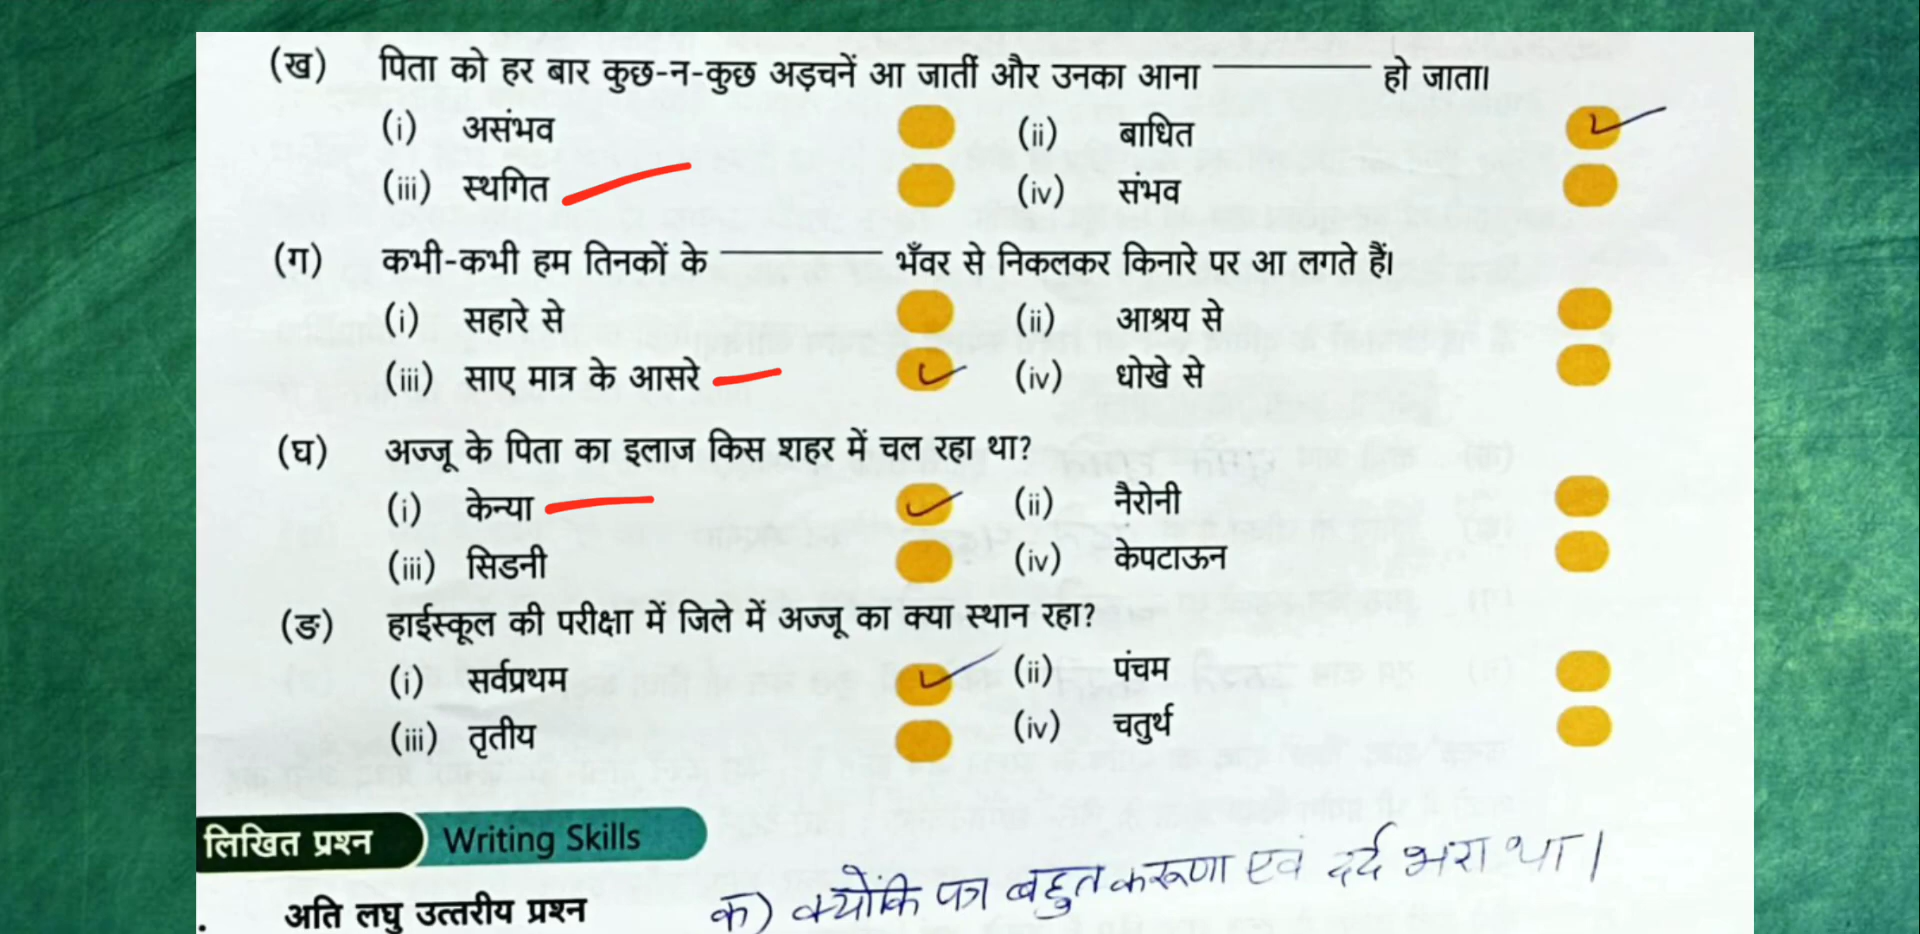 (ख) पिता को हर बार कुछ-न-कुछ अड़चनें आ जातीं और उनका आना ________ हो जाता।
(i) असंभव (ii) बाधित
(iii) स्थगित (iv) संभव
(ग) कभी-कभी हम तिनकों के ________ भँवर से निकलकर किनारे पर आ लगते हैं।
(i) सहारे से (ii) आश्रय से
(iii) साए मात्र के आसरे (iv) धोखे से
(घ) अज्जू के पिता का इलाज किस शहर में चल रहा था?
(i) केन्या (ii) नैरोनी
(iii) सिडनी (iv) केपटाऊन
(ङ) हाईस्कूल की परीक्षा में जिले में अज्जू का क्या स्थान रहा?
(i) सर्वप्रथम (ii) पंचम
(iii) तृतीय (iv) चतुर्थ
लिखित प्रश्न Writing Skills
अति लघु उत्तरीय प्रश्न
क) क्योंकि पत्र बहुत करूणा एवं दर्द भरा था।